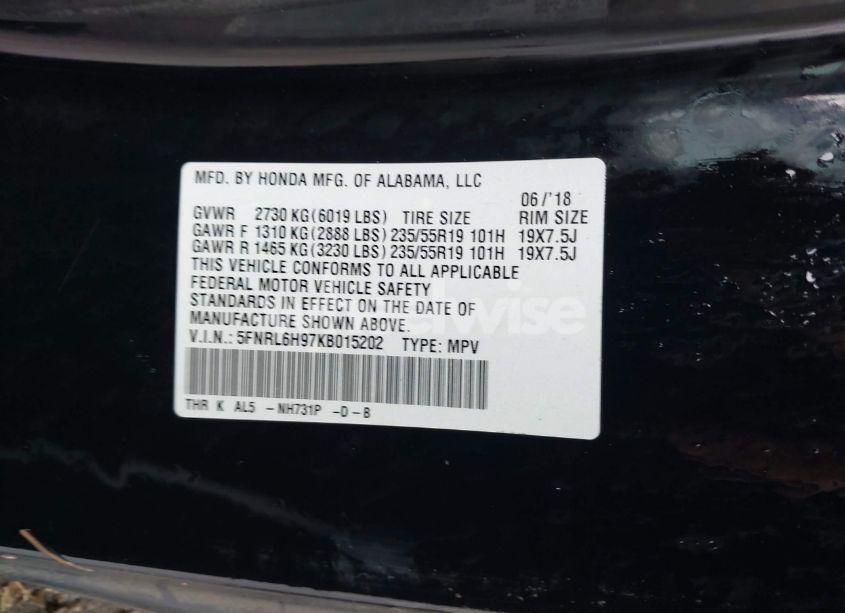 MFD. BY HONDA MFG. OF ALABAMA, LLC
06/'18
GVWR 2730 KG(6019 LBS) TIRE SIZE RIM SIZE
GAWR F 1310 KG(2888 LBS) 235/55R19 101H 19X7.5J
GAWR R 1465 KG(3230 LBS) 235/55R19 101H 19X7.5J
THIS VEHICLE CONFORMS TO ALL APPLICABLE
FEDERAL MOTOR VEHICLE SAFETY
STANDARDS IN EFFECT ON THE DATE OF
MANUFACTURE SHOWN ABOVE.
V.I.N.: 5FNRL6H97KB015202 TYPE: MPV
THR K AL5 -NH731P -D-B